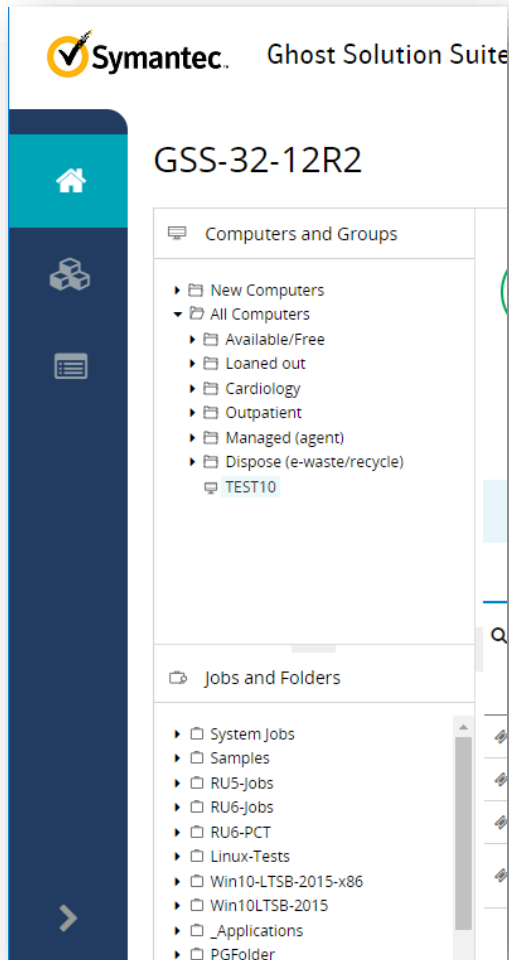 Symantec. Ghost Solution Suite
GSS-32-12R2
Computers and Groups
New Computers
All Computers
Available/Free
Loaned out
Cardiology
Outpatient
Managed (agent)
Dispose (e-waste/recycle)
TEST10
Jobs and Folders
System Jobs
Samples
RU5-Jobs
RU6-Jobs
RU6-PCT
Linux-Tests
Win10-LTSB-2015-x86
Win10LTSB-2015
_Applications
PGFolder